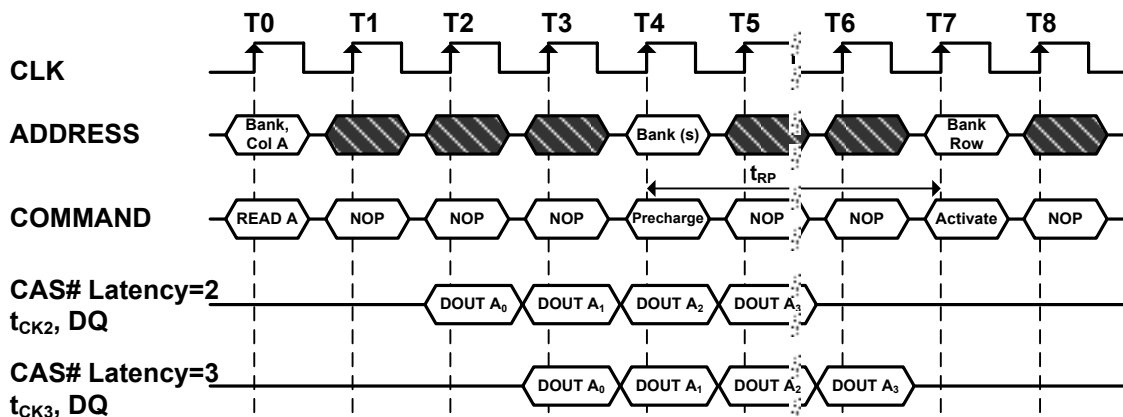 T0 T1 T2 T3 T4 T5 T6 T7 T8
CLK
ADDRESS
Bank,
Col A
Bank (s)
Bank
Row
tRP
COMMAND
READ A NOP NOP NOP Precharge NOP NOP Activate NOP
CAS# Latency=2
tCK2, DQ
DOUT A0 DOUT A1 DOUT A2 DOUT A3
CAS# Latency=3
tCK3, DQ
DOUT A0 DOUT A1 DOUT A2 DOUT A3